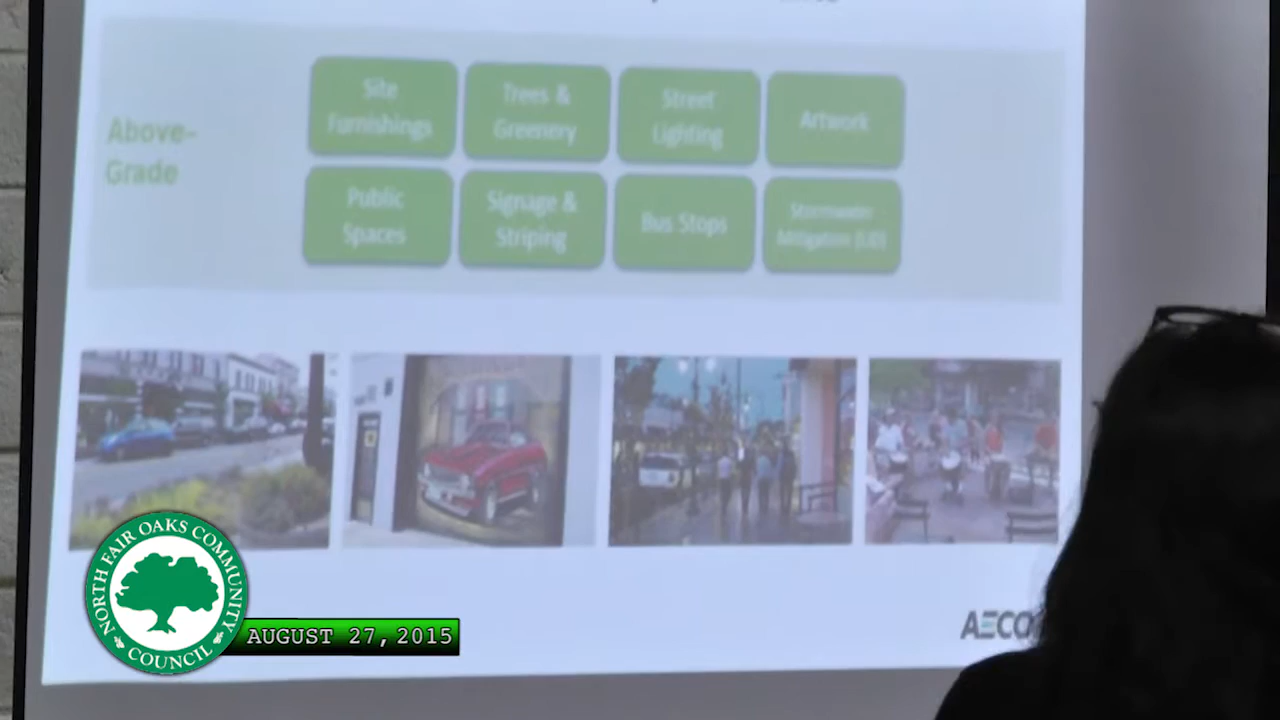 Above-
Grade
Site
Furnishings
Trees &
Greenery
Street
Lighting
Artwork
Public
Spaces
Signage &
Striping
Bus Stops
Stormwater
Mitigation (LID)
NORTH FAIR OAKS COMMUNITY
COUNCIL
AUGUST 27, 2015
AECO